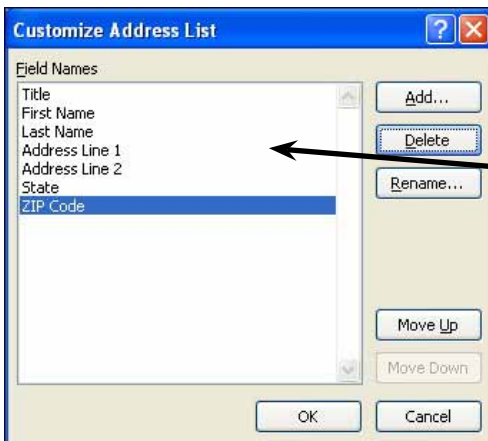 Customize Address List
Field Names
Title
First Name
Last Name
Address Line 1
Address Line 2
State
ZIP Code
Add...
Delete
Rename...
Move Up
Move Down
OK
Cancel